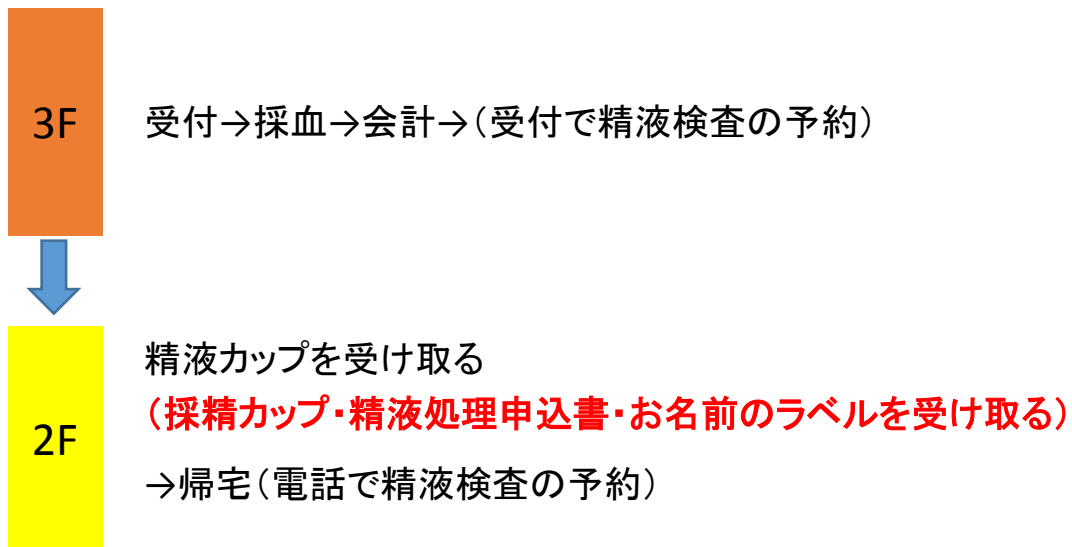 3F
受付→採血→会計→（受付で精液検査の予約）
2F
精液カップを受け取る
（採精カップ・精液処理申込書・お名前のラベルを受け取る）
→帰宅（電話で精液検査の予約）